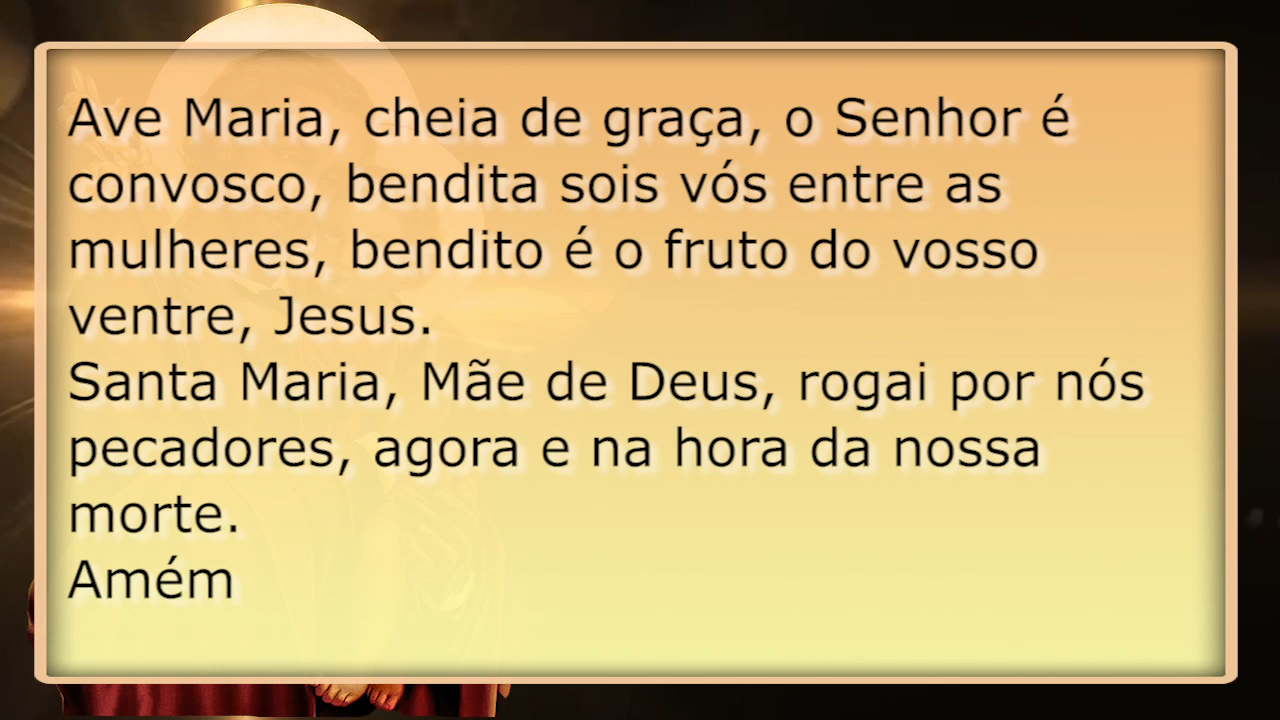 Ave Maria, cheia de graça, o Senhor é
convosco, bendita sois vós entre as
mulheres, bendito é o fruto do vosso
ventre, Jesus.
Santa Maria, Mãe de Deus, rogai por nós
pecadores, agora e na hora da nossa
morte.
Amém